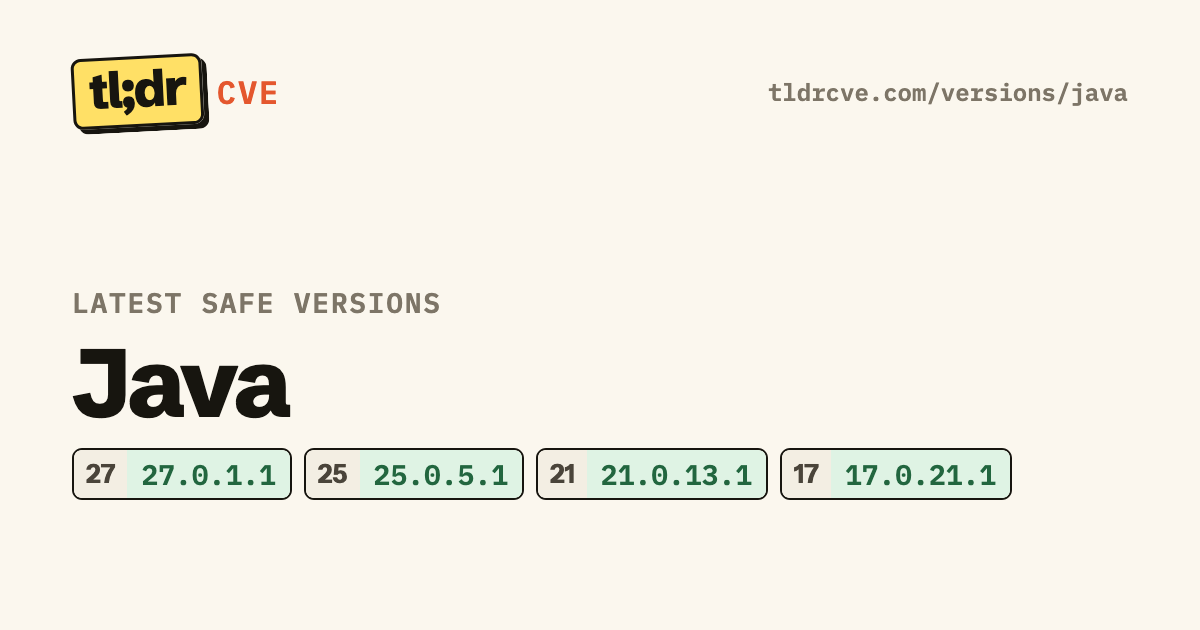 tl;dr CVE
tldrcve.com/versions/java
LATEST SAFE VERSIONS
Java
27 27.0.1.1 25 25.0.5.1 21 21.0.13.1 17 17.0.21.1